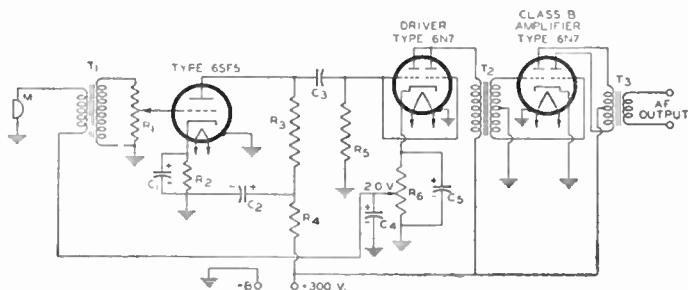 DRIVER
TYPE 6N7
CLASS B
AMPLIFIER
TYPE 6N7
T1
TYPE 6SF5
T2
T3
M
C3
AF
OUTPUT
R1
R3
R5
C1
R2
C2
20 V
R6
C5
R4
C4
-B
+300 V.